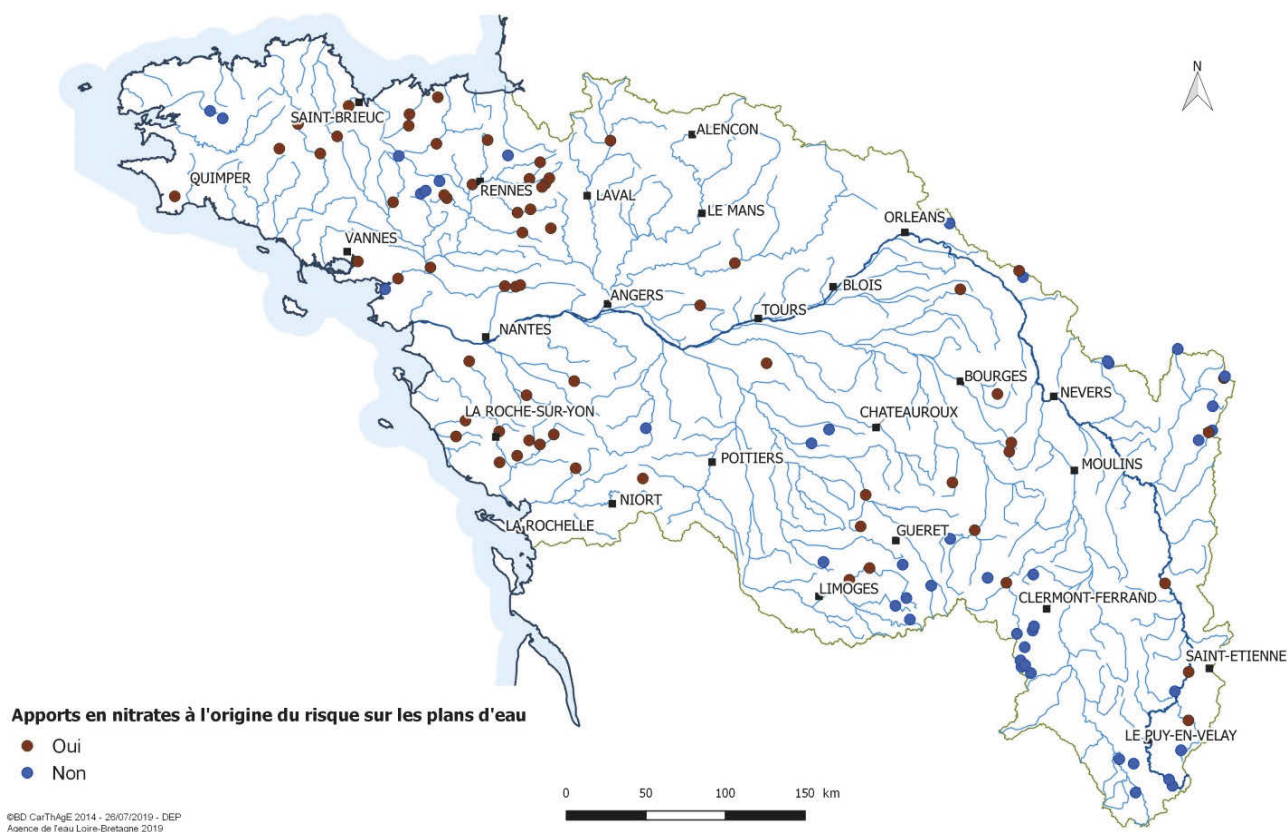 N
ALENCON
SAINT-BRIEUC
QUIMPER
RENNES
LAVAL
LE MANS
ORLEANS
VANNES
BLOIS
ANGERS
TOURS
NANTES
BOURGES
NEVERS
LA ROCHE-SUR-YON
CHATEAUROUX
POITIERS
MOULINS
NIORT
LA ROCHELLE
GUERET
LIMOGES
CLERMONT-FERRAND
SAINT-ETIENNE
LE PUY-EN-VELAY
Apports en nitrates à l'origine du risque sur les plans d'eau
Oui
Non
0 50 100 150 km
©BD CarThAgE 2014 - 26/07/2019 - DEP
Agence de l'eau Loire-Bretagne 2019